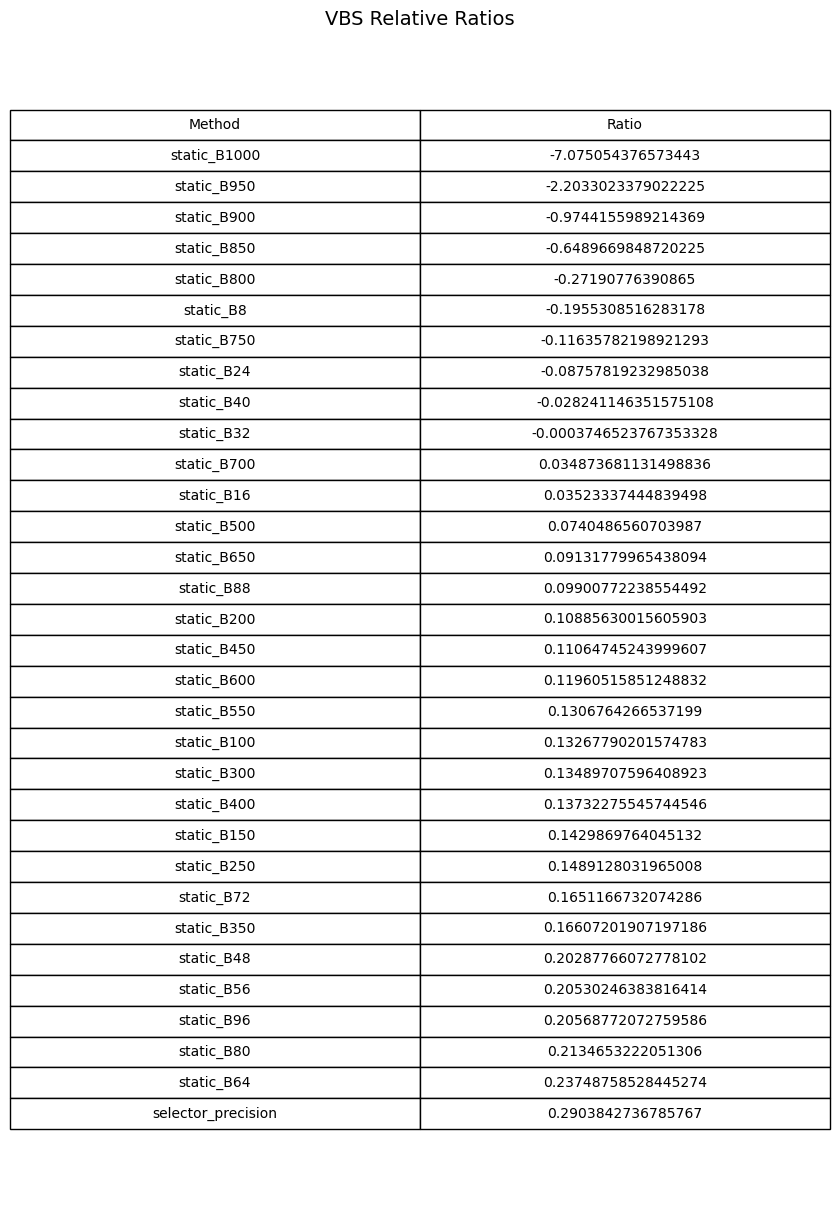 VBS Relative Ratios
Method Ratio
static_B1000 -7.075054376573443
static_B950 -2.2033023379022225
static_B900 -0.9744155989214369
static_B850 -0.6489669848720225
static_B800 -0.27190776390865
static_B8 -0.1955308516283178
static_B750 -0.11635782198921293
static_B24 -0.08757819232985038
static_B40 -0.028241146351575108
static_B32 -0.0003746523767353328
static_B700 0.034873681131498836
static_B16 0.03523337444839498
static_B500 0.0740486560703987
static_B650 0.09131779965438094
static_B88 0.09900772238554492
static_B200 0.10885630015605903
static_B450 0.11064745243999607
static_B600 0.11960515851248832
static_B550 0.1306764266537199
static_B100 0.13267790201574783
static_B300 0.13489707596408923
static_B400 0.13732275545744546
static_B150 0.1429869764045132
static_B250 0.1489128031965008
static_B72 0.1651166732074286
static_B350 0.16607201907197186
static_B48 0.20287766072778102
static_B56 0.20530246383816414
static_B96 0.20568772072759586
static_B80 0.2134653222051306
static_B64 0.23748758528445274
selector_precision 0.2903842736785767